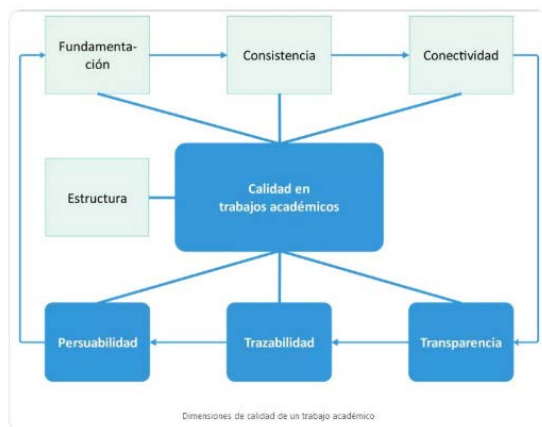 Fundamenta-
ción
Consistencia
Conectividad
Estructura
Calidad en
trabajos académicos
Persuabilidad
Trazabilidad
Transparencia
Dimensiones de calidad de un trabajo académico